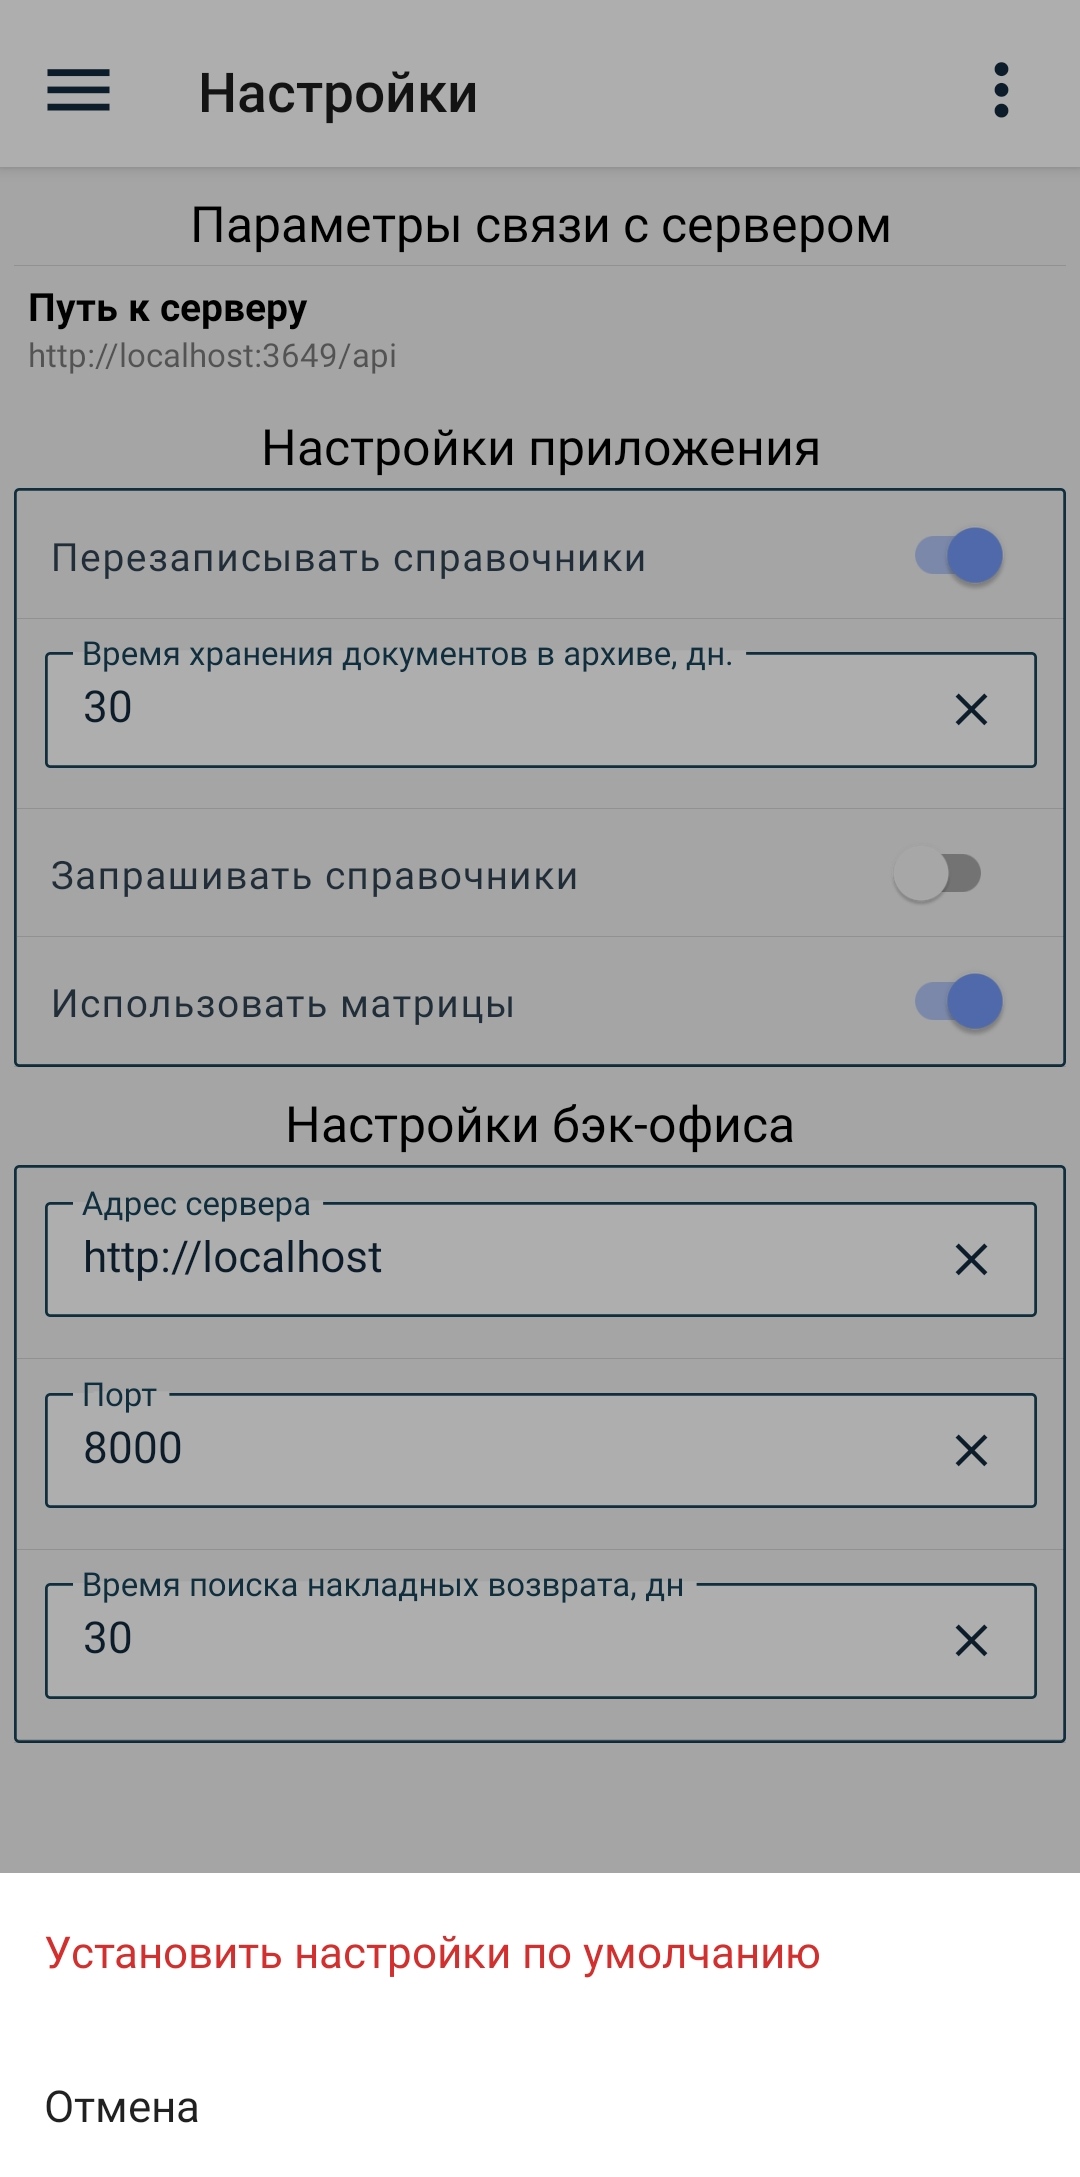 Настройки
Параметры связи с сервером
Путь к серверу
http://localhost:3649/api
Настройки приложения
Перезаписывать справочники
Время хранения документов в архиве, дн.
30
Запрашивать справочники
Использовать матрицы
Настройки бэк-офиса
Адрес сервера
http://localhost
Порт
8000
Время поиска накладных возврата, дн
30
Установить настройки по умолчанию
Отмена